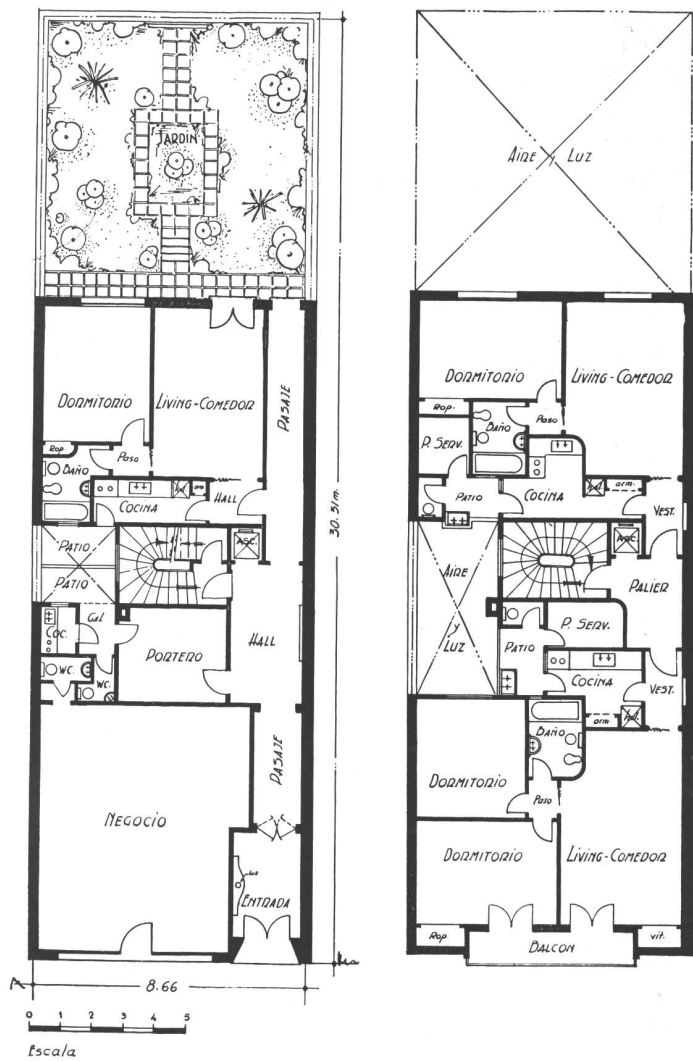 JARDIN
DORMITORIO
LIVING-COMEDOR
PASAJE
Rop.
BAÑO
Paso
COCINA
arm
HALL
PATIO
ASC.
PATIO
Gal
COC.
PORTERO
HALL
W.C.
W.C.
PASAJE
NEGOCIO
ENTRADA
30.31m.
8.66
0 1 2 3 4 5
Escala
AIRE y LUZ
DORMITORIO
LIVING-COMEDOR
Rop.
BAÑO
Paso
P. SERV.
PATIO
COCINA
arm.
VEST.
ASC.
AIRE
y
LUZ
PALIER
P. SERV.
PATIO
COCINA
VEST.
arm
BAÑO
DORMITORIO
Paso
DORMITORIO
LIVING-COMEDOR
Rop
BALCON
vit.